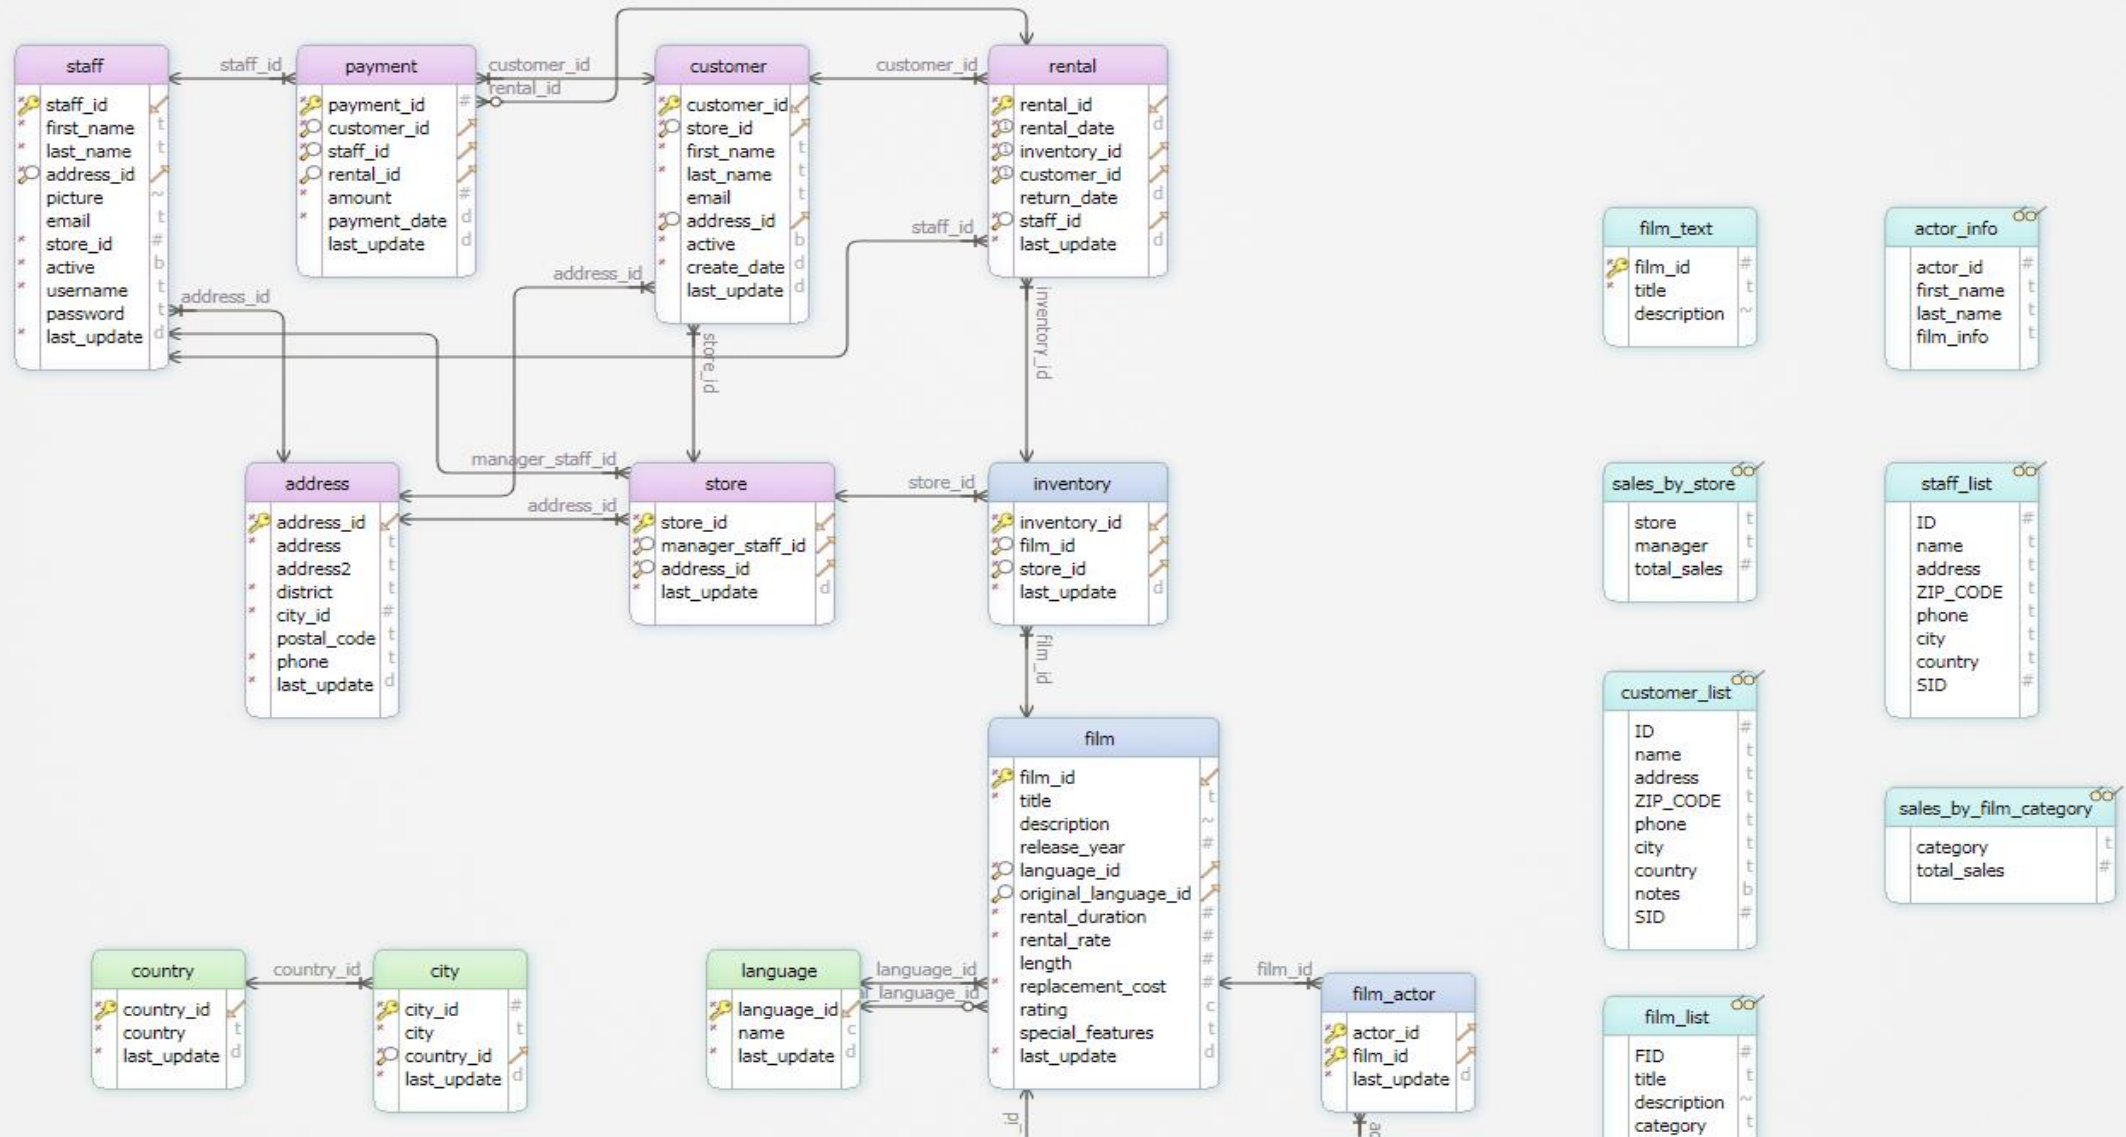 staff
staff_id
first_name
last_name
address_id
picture
email
store_id
active
username
password
last_update
staff_id
payment
payment_id
customer_id
staff_id
rental_id
amount
payment_date
last_update
customer_id
rental_id
customer
customer_id
store_id
first_name
last_name
email
address_id
active
create_date
last_update
customer_id
rental
rental_id
rental_date
inventory_id
customer_id
return_date
staff_id
last_update
staff_id
address_id
address_id
store_id
inventory_id
manager_staff_id
address_id
store_id
address
address_id
address
address2
district
city_id
postal_code
phone
last_update
store
store_id
manager_staff_id
address_id
last_update
inventory
inventory_id
film_id
store_id
last_update
film_id
film
film_id
title
description
release_year
language_id
original_language_id
rental_duration
rental_rate
length
replacement_cost
rating
special_features
last_update
country
country_id
country
last_update
country_id
city
city_id
city
country_id
last_update
language
language_id
name
last_update
language_id
l_language_id
film_id
film_actor
actor_id
film_id
last_update
film_text
film_id
title
description
actor_info
actor_id
first_name
last_name
film_info
sales_by_store
store
manager
total_sales
staff_list
ID
name
address
ZIP_CODE
phone
city
country
SID
customer_list
ID
name
address
ZIP_CODE
phone
city
country
notes
SID
sales_by_film_category
category
total_sales
film_list
FID
title
description
category